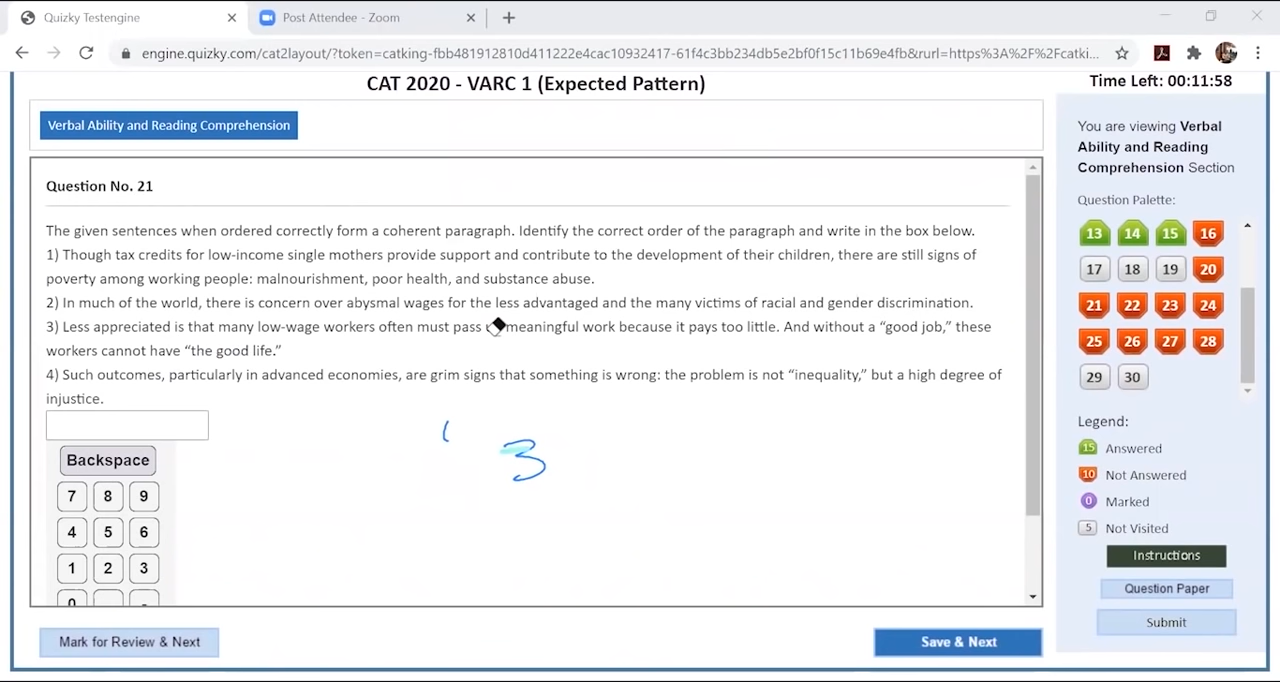 Quizky Testengine
Post Attendee - Zoom
engine.quizky.com/cat2layout/?token=catking-fbb481912810d411222e4cac10932417-61f4c3bb234db5e2bf0f15c11b69e4fb&rurl=https%3A%2F%2Fcatki...
CAT 2020 - VARC 1 (Expected Pattern)
Time Left: 00:11:58
Verbal Ability and Reading Comprehension
Question No. 21
The given sentences when ordered correctly form a coherent paragraph. Identify the correct order of the paragraph and write in the box below.
1) Though tax credits for low-income single mothers provide support and contribute to the development of their children, there are still signs of
poverty among working people: malnourishment, poor health, and substance abuse.
2) In much of the world, there is concern over abysmal wages for the less advantaged and the many victims of racial and gender discrimination.
3) Less appreciated is that many low-wage workers often must pass meaningful work because it pays too little. And without a “good job,” these
workers cannot have “the good life.”
4) Such outcomes, particularly in advanced economies, are grim signs that something is wrong: the problem is not “inequality,” but a high degree of
injustice.
3
Backspace
7 8 9
4 5 6
1 2 3
0 .  -
Mark for Review & Next
Save & Next
You are viewing Verbal
Ability and Reading
Comprehension Section
Question Palette:
13 14 15 16
17 18 19 20
21 22 23 24
25 26 27 28
29 30
Legend:
15 Answered
10 Not Answered
0 Marked
5 Not Visited
Instructions
Question Paper
Submit